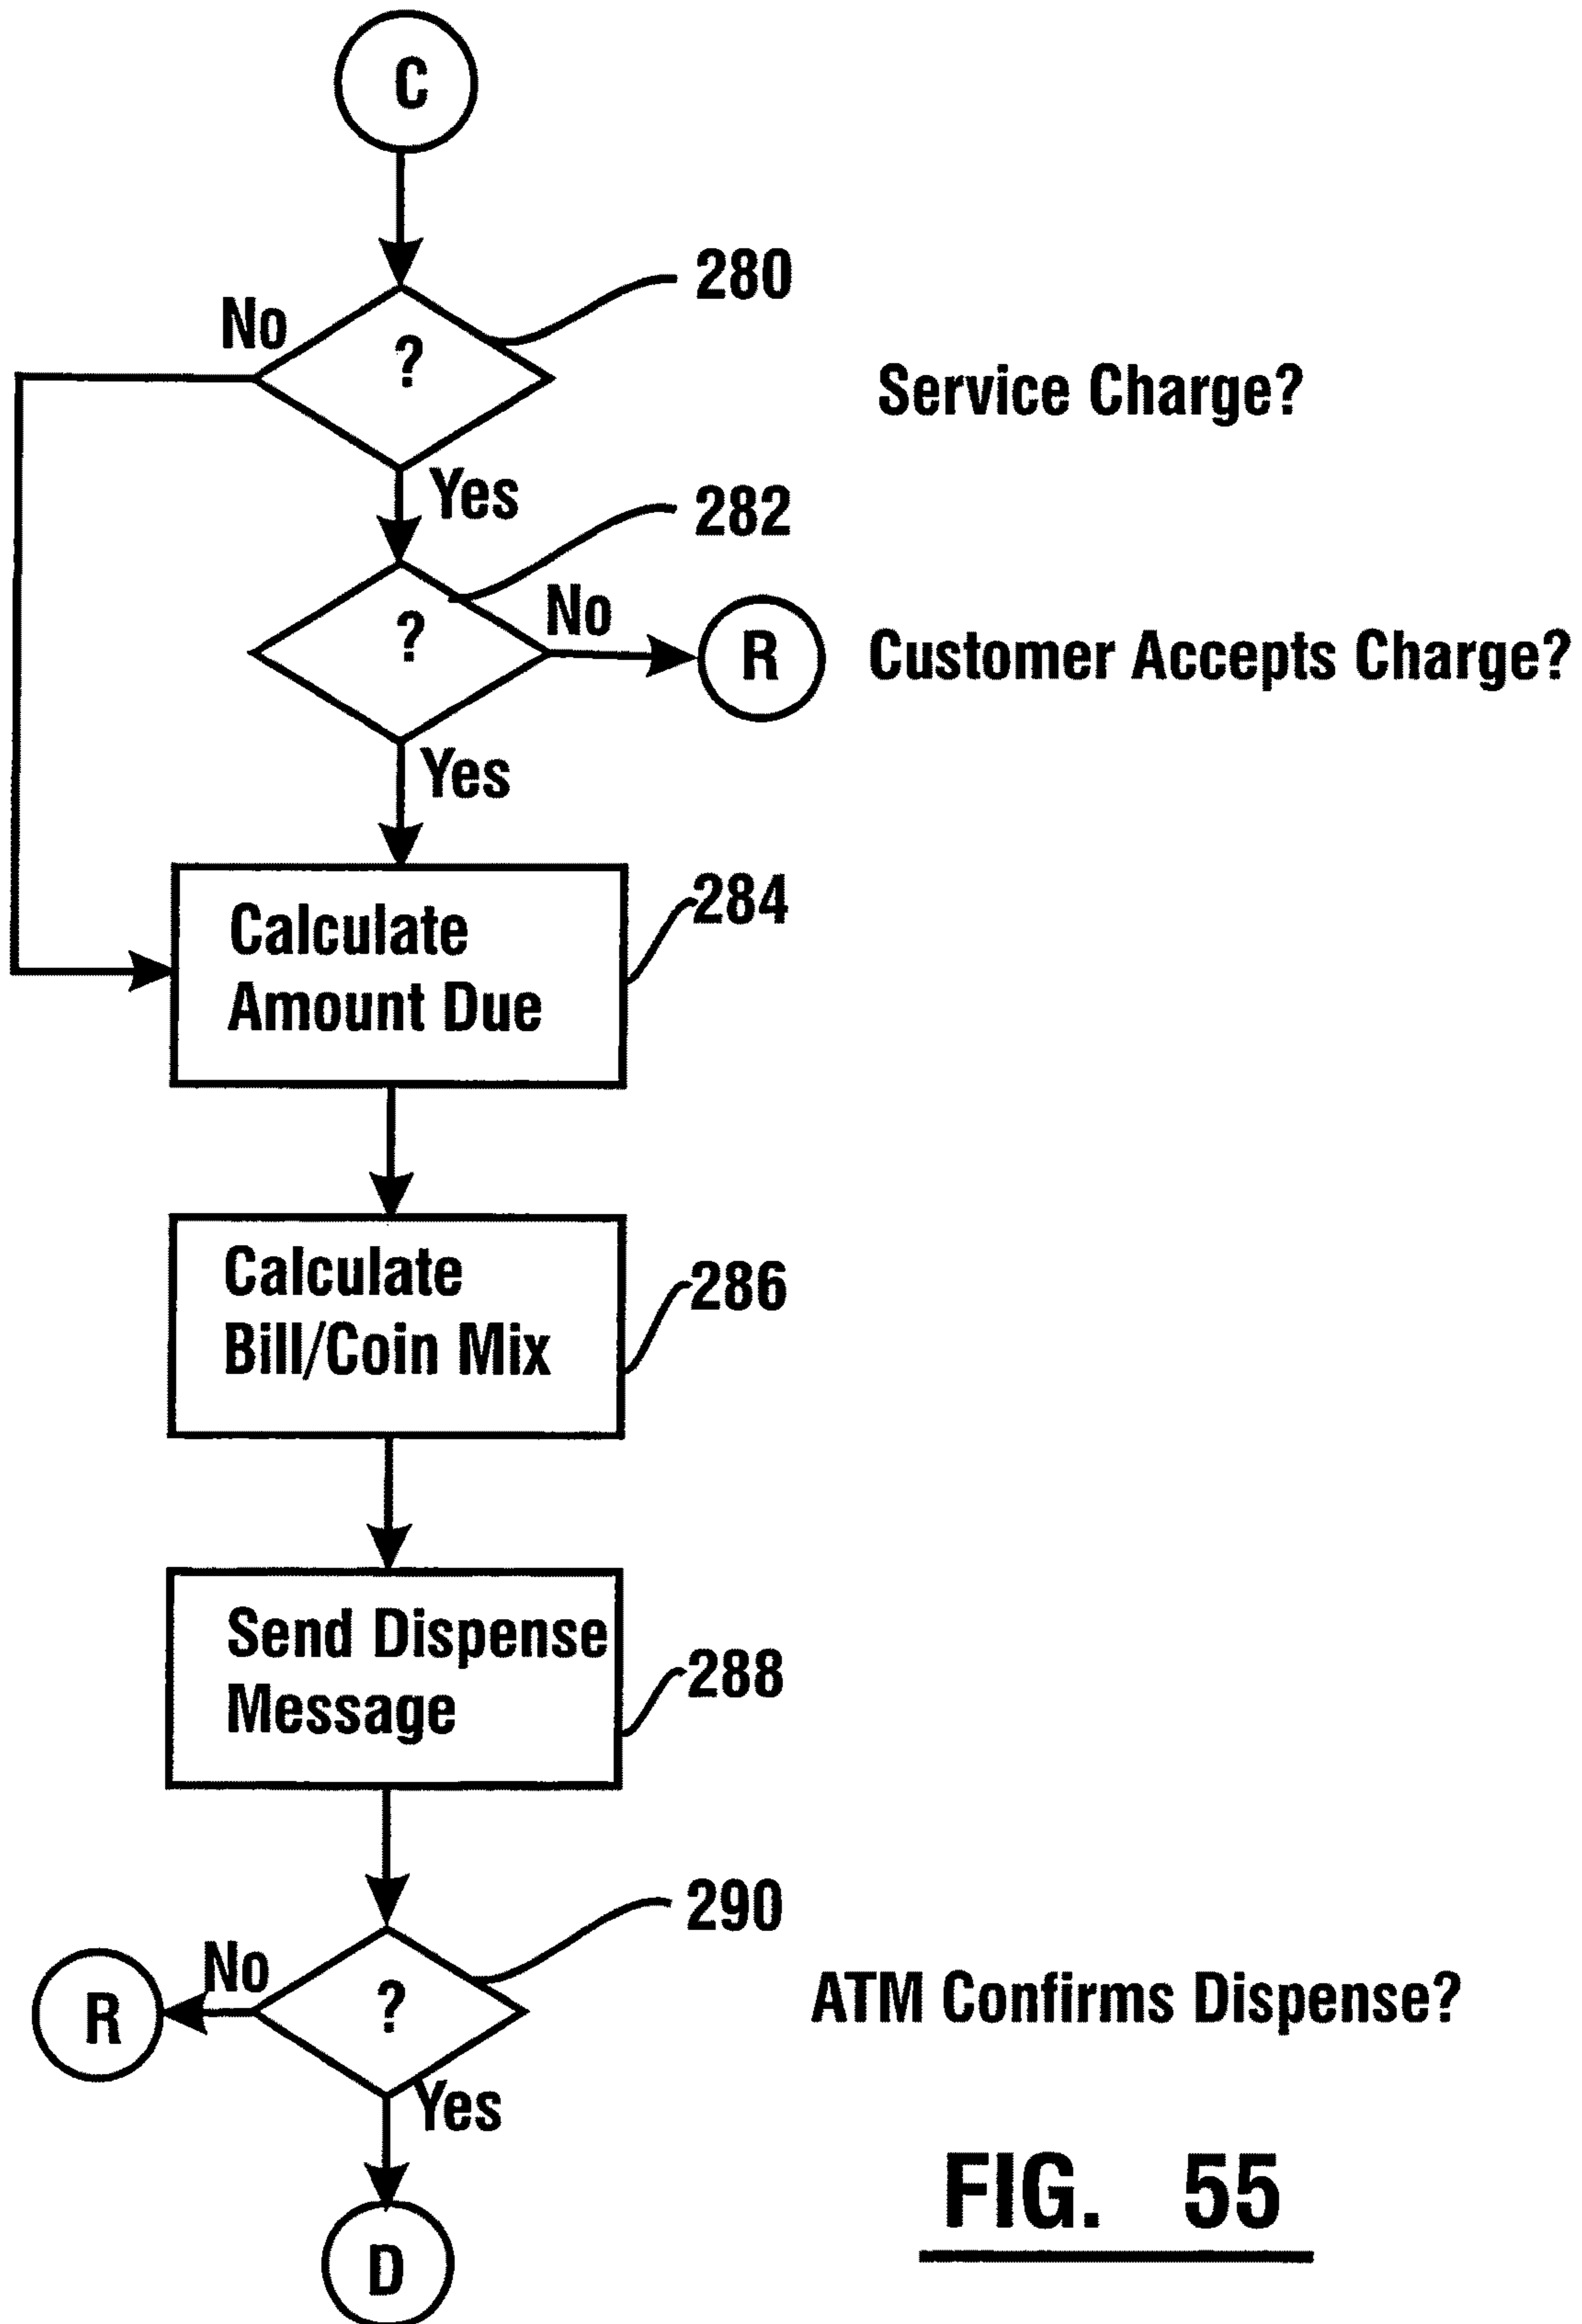 C
280
No
?
Service Charge?
Yes
282
No
?
R
Customer Accepts Charge?
Yes
284
Calculate
Amount Due
286
Calculate
Bill/Coin Mix
Send Dispense
Message
288
290
No
R
?
ATM Confirms Dispense?
Yes
D
FIG. 55